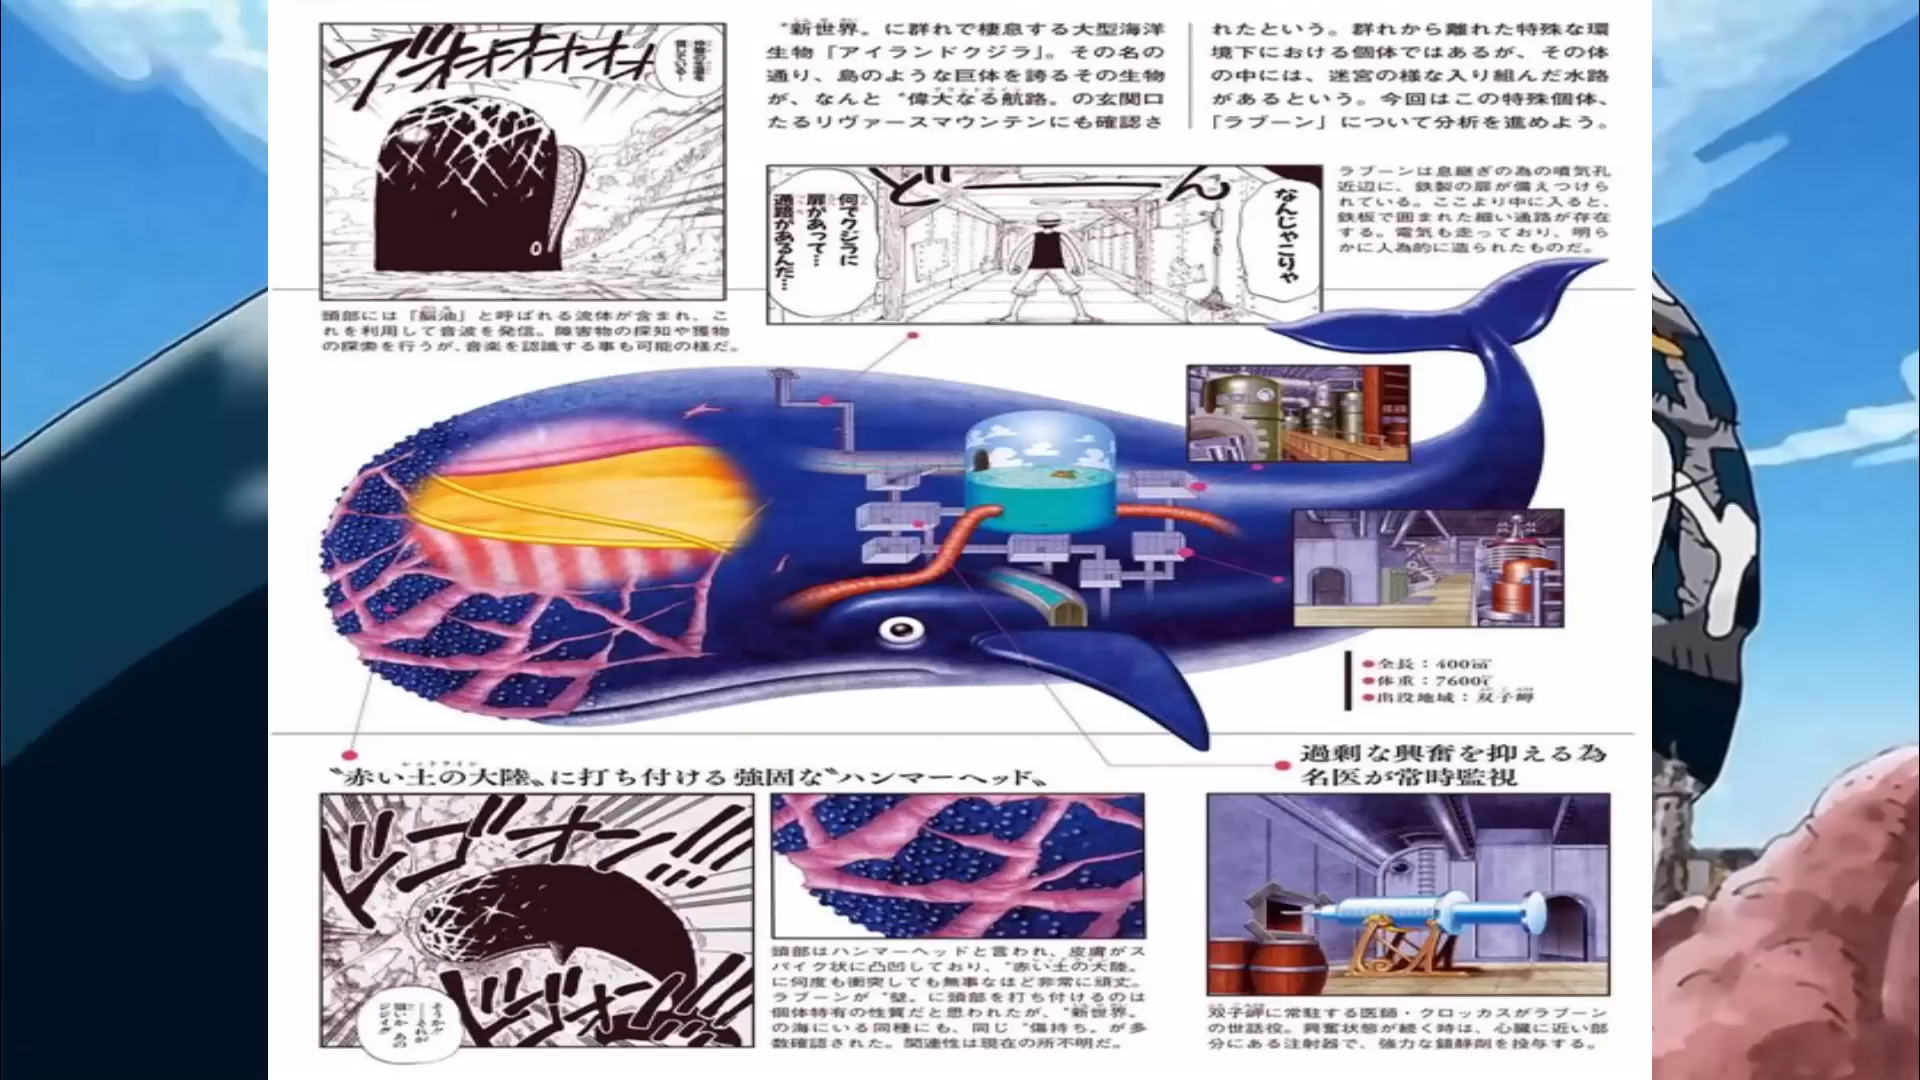 ブオオオオオオ
"新世界〟に群れで棲息する大型海洋
生物「アイランドクジラ」。その名の
通り、島のような巨体を誇るその生物
が、なんと〝偉大なる航路〟の玄関口
たるリヴァースマウンテンにも確認さ
れたという。群れから離れた特殊な環
境下における個体ではあるが、その体
の中には、迷宮の様な入り組んだ水路
があるという。今回はこの特殊個体、
「ラブーン」について分析を進めよう。
ど――ん
なんじゃこりゃ
何でクジラに
扉があって…
通路があるんだ…
ラブーンは息継ぎの為の噴気孔
近辺に、鉄製の扉が備えつけら
れている。ここより中に入ると、
鉄板で囲まれた細い通路が存在
する。電気も走っており、明ら
かに人為的に造られたものだ。
頭部には「脳油」と呼ばれる流体が含まれ、こ
れを利用して音波を発信。障害物の探知や獲物
の探索を行うが、音楽を認識する事も可能の様だ。
●全長:400m
●体重:7600t
●出没地域:双子岬
〝赤い土の大陸〟に打ち付ける強固な〝ハンマーヘッド〟
レッドライン
過剰な興奮を抑える為
名医が常時監視
ドゴオン!!!
ドゴオン!!!
頭部はハンマーヘッドと言われ、皮膚がス
パイク状に凸凹しており、〝赤い土の大陸〟
に何度も衝突しても無事なほど非常に頑丈。
ラブーンが〝壁〟に頭部を打ち付けるのは
個体特有の性質だと思われたが、〝新世界〟
の海にいる同種にも、同じ〝傷持ち〟が多
数確認された。関連性は現在の所不明だ。
双子岬に常駐する医師・クロッカスがラブーン
の世話役。興奮状態が続く時は、心臓に近い部
分にある注射器で、強力な鎮静剤を投与する。